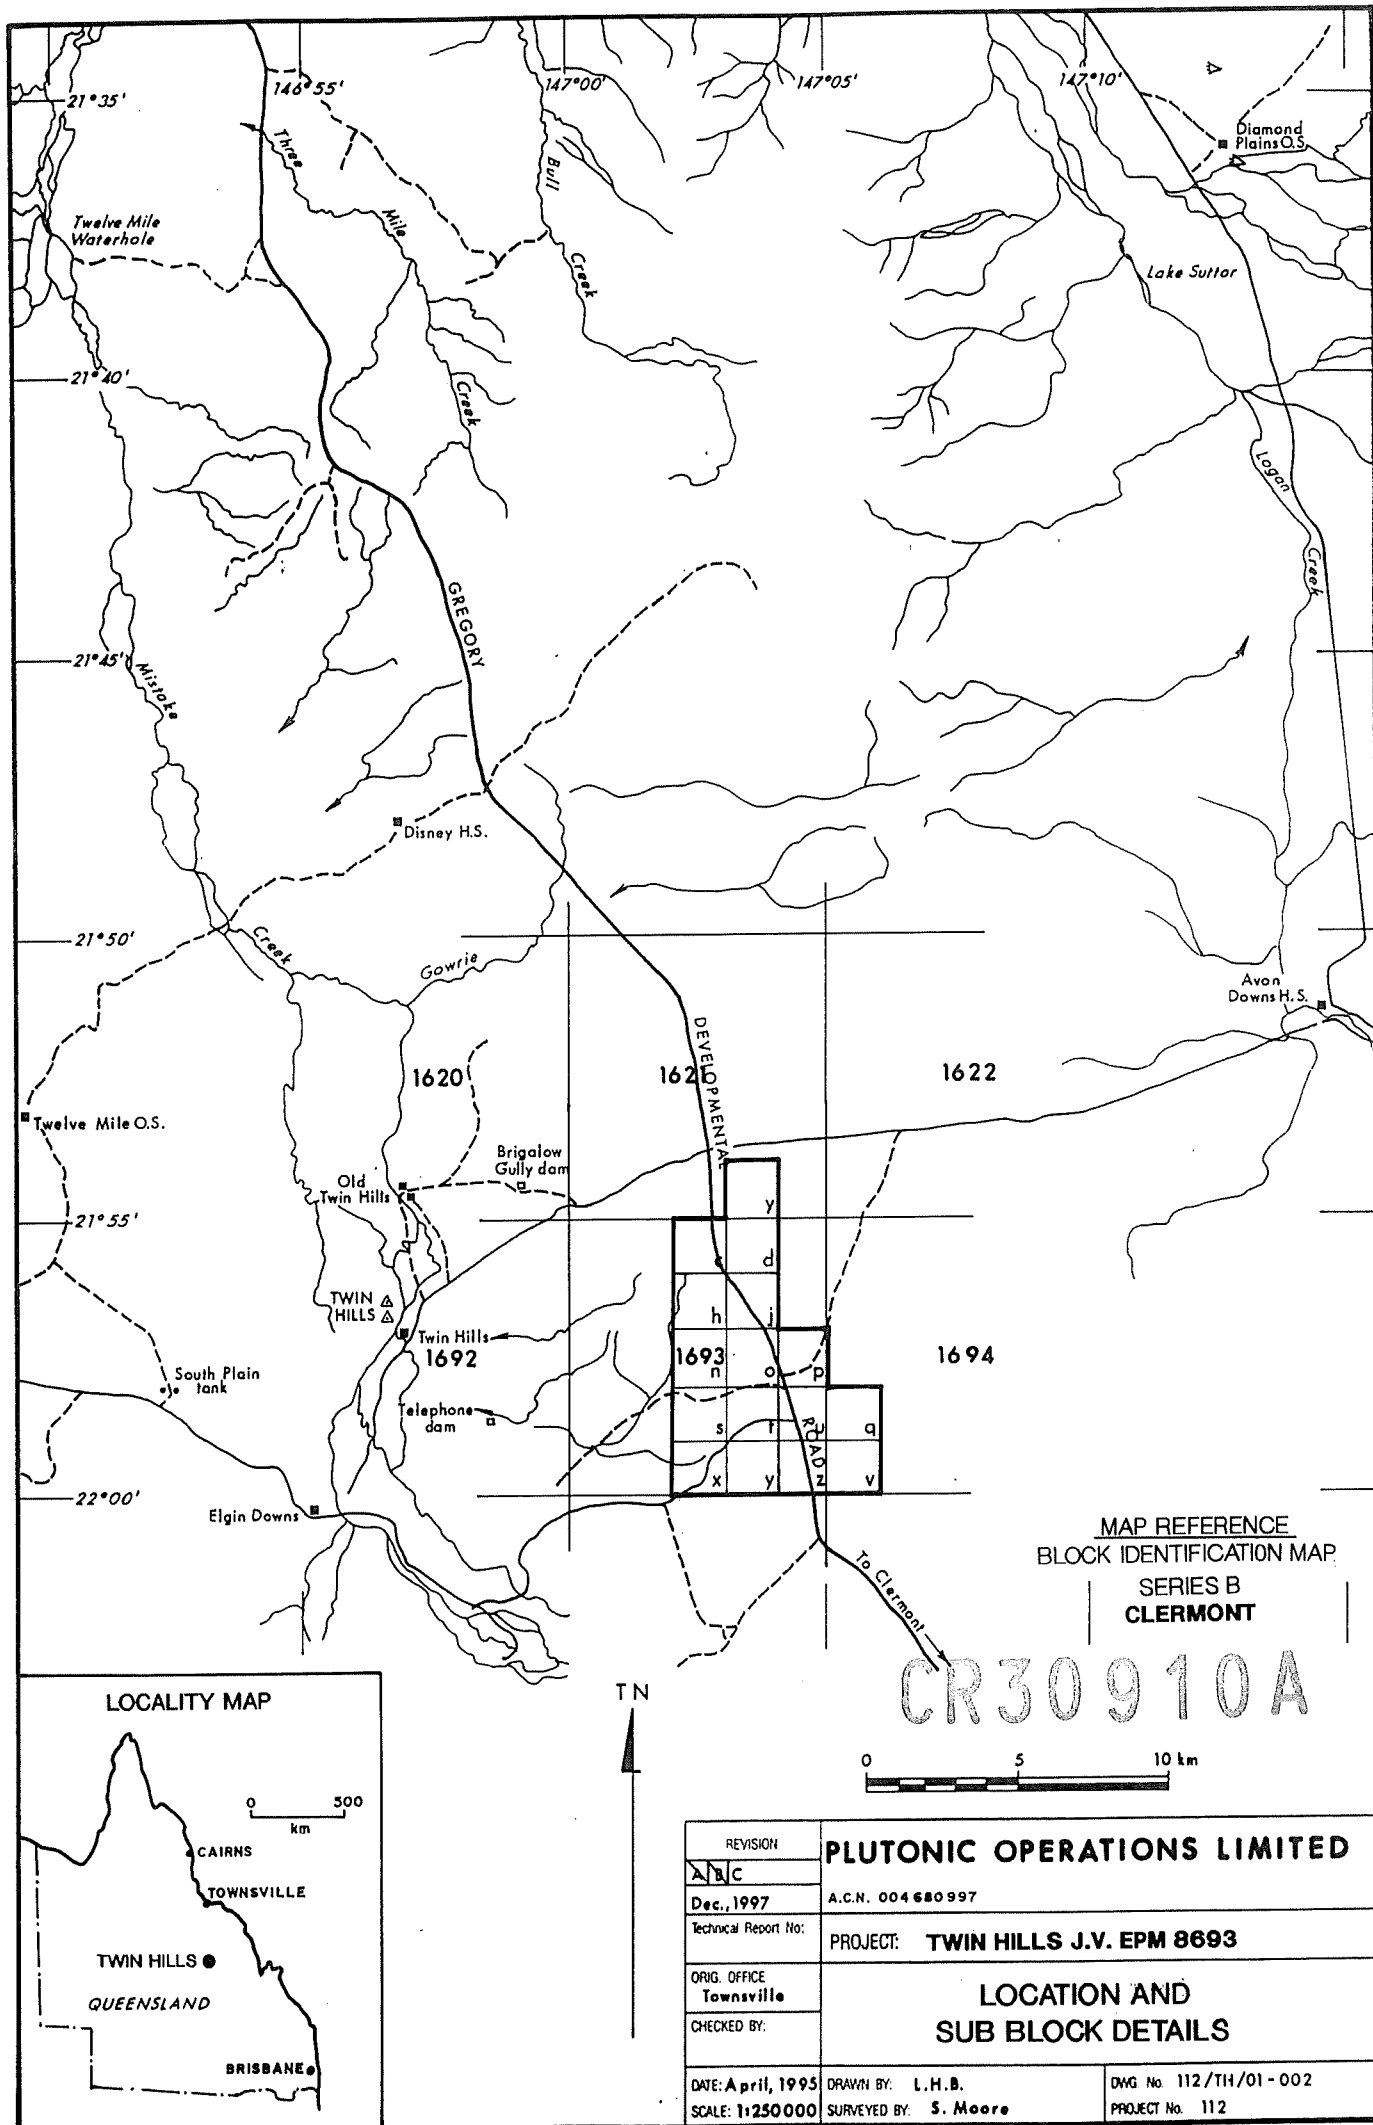 146°55'
147°00'
147°05'
147°10'
21°35'
Three
Mile
Creek
Bull
Creek
Diamond
Plains O.S.
Twelve Mile
Waterhole
Lake Suttor
21°40'
Logan
Creek
GREGORY
21°45'
Mistake
Creek
Disney H.S.
21°50'
Gowrie
Avon
Downs H.S.
DEVELOPMENTAL
1620
1621
1622
Twelve Mile O.S.
Brigalow
Gully dam
Old
Twin Hills
y
21°55'
c
d
TWIN
HILLS
h
j
Twin Hills
1692
1693
1694
n
o
p
South Plain
tank
Telephone
dam
s
t
u
q
ROAD
x
y
z
v
22°00'
Elgin Downs
To Clermont
MAP REFERENCE
BLOCK IDENTIFICATION MAP
SERIES B
CLERMONT
CR30910A
TN
0 5 10 km
LOCALITY MAP
0 500
km
CAIRNS
TOWNSVILLE
TWIN HILLS
QUEENSLAND
BRISBANE
REVISION
A B C
Dec., 1997
PLUTONIC OPERATIONS LIMITED
A.C.N. 004 680 997
Technical Report No:
PROJECT: TWIN HILLS J.V. EPM 8693
ORIG. OFFICE
Townsville
CHECKED BY:
LOCATION AND
SUB BLOCK DETAILS
DATE: April, 1995
DRAWN BY: L.H.B.
DWG No. 112/TH/01-002
SCALE: 1:250000
SURVEYED BY: S. Moore
PROJECT No. 112